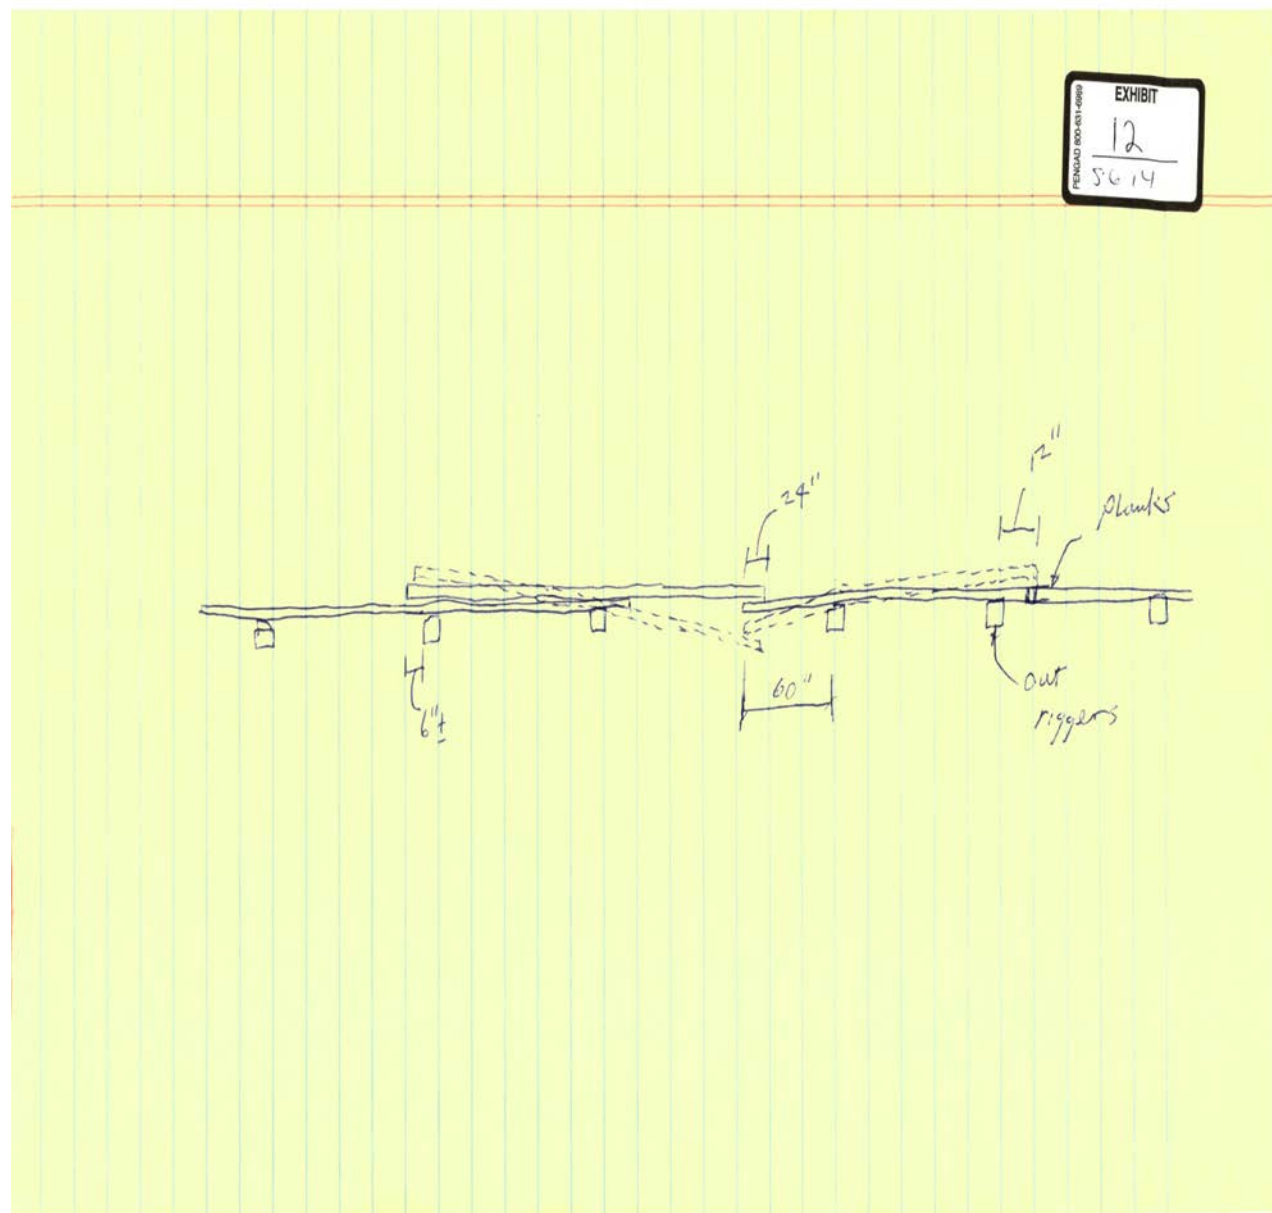 EXHIBIT
12
5·6 14
PENGAD 800-631-6989
12"
24"
planks
60"
6"±
out
riggers